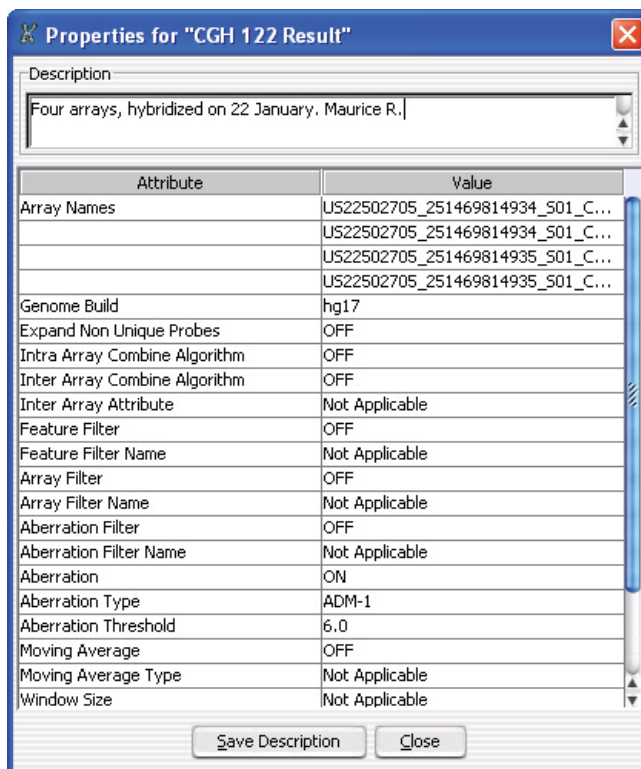 Properties for "CGH 122 Result"
Description
Four arrays, hybridized on 22 January. Maurice R.
Attribute Value
Array Names US22502705_251469814934_S01_C...
US22502705_251469814934_S01_C...
US22502705_251469814935_S01_C...
US22502705_251469814935_S01_C...
Genome Build hg17
Expand Non Unique Probes OFF
Intra Array Combine Algorithm OFF
Inter Array Combine Algorithm OFF
Inter Array Attribute Not Applicable
Feature Filter OFF
Feature Filter Name Not Applicable
Array Filter OFF
Array Filter Name Not Applicable
Aberration Filter OFF
Aberration Filter Name Not Applicable
Aberration ON
Aberration Type ADM-1
Aberration Threshold 6.0
Moving Average OFF
Moving Average Type Not Applicable
Window Size Not Applicable
Save Description Close